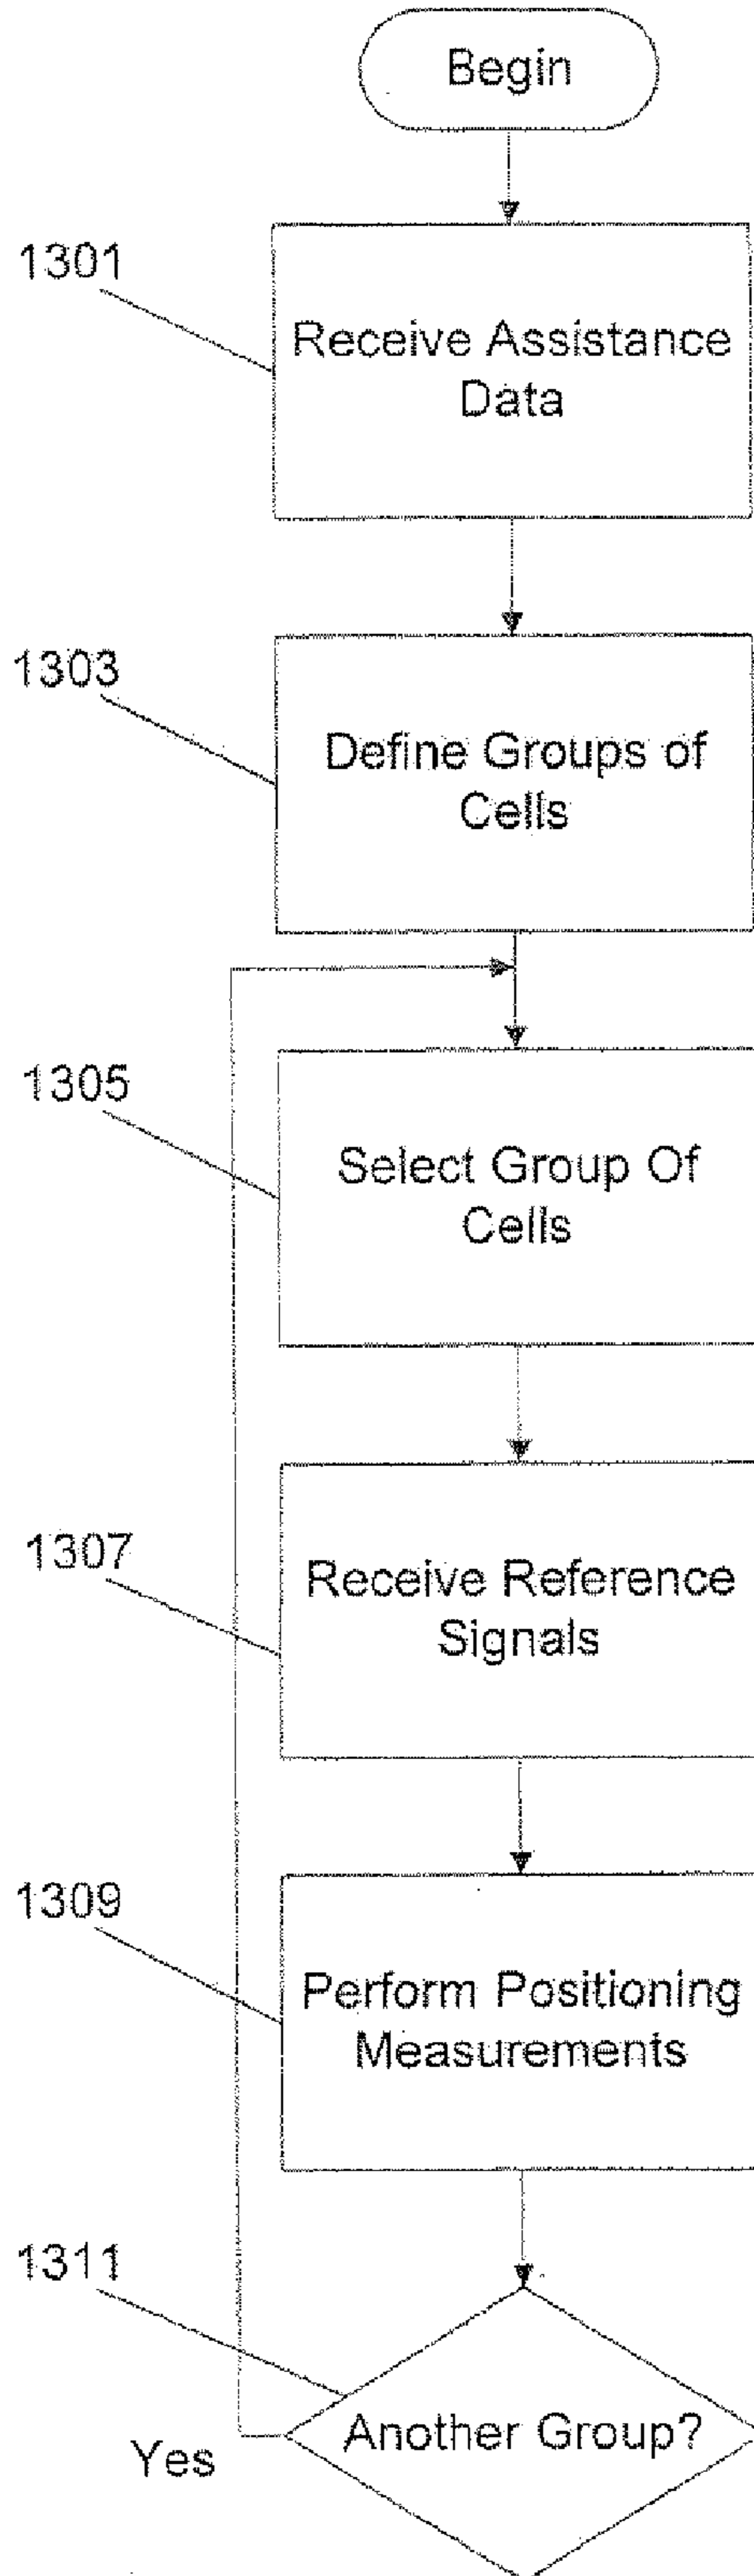 Begin
1301
Receive Assistance
Data
1303
Define Groups of
Cells
1305
Select Group Of
Cells
1307
Receive Reference
Signals
1309
Perform Positioning
Measurements
1311
Another Group?
Yes